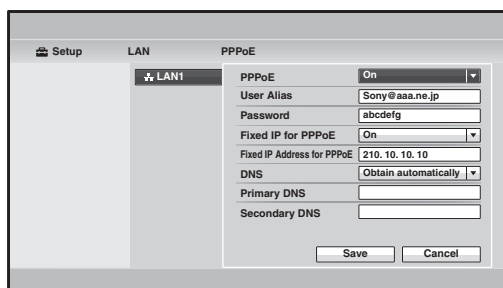 Setup LAN PPPoE
LAN1
PPPoE On
User Alias Sony@aaa.ne.jp
Password abcdefg
Fixed IP for PPPoE On
Fixed IP Address for PPPoE 210. 10. 10. 10
DNS Obtain automatically
Primary DNS
Secondary DNS
Save Cancel